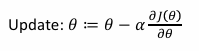 Update: θ ≔ θ − α ∂J(θ)/∂θ